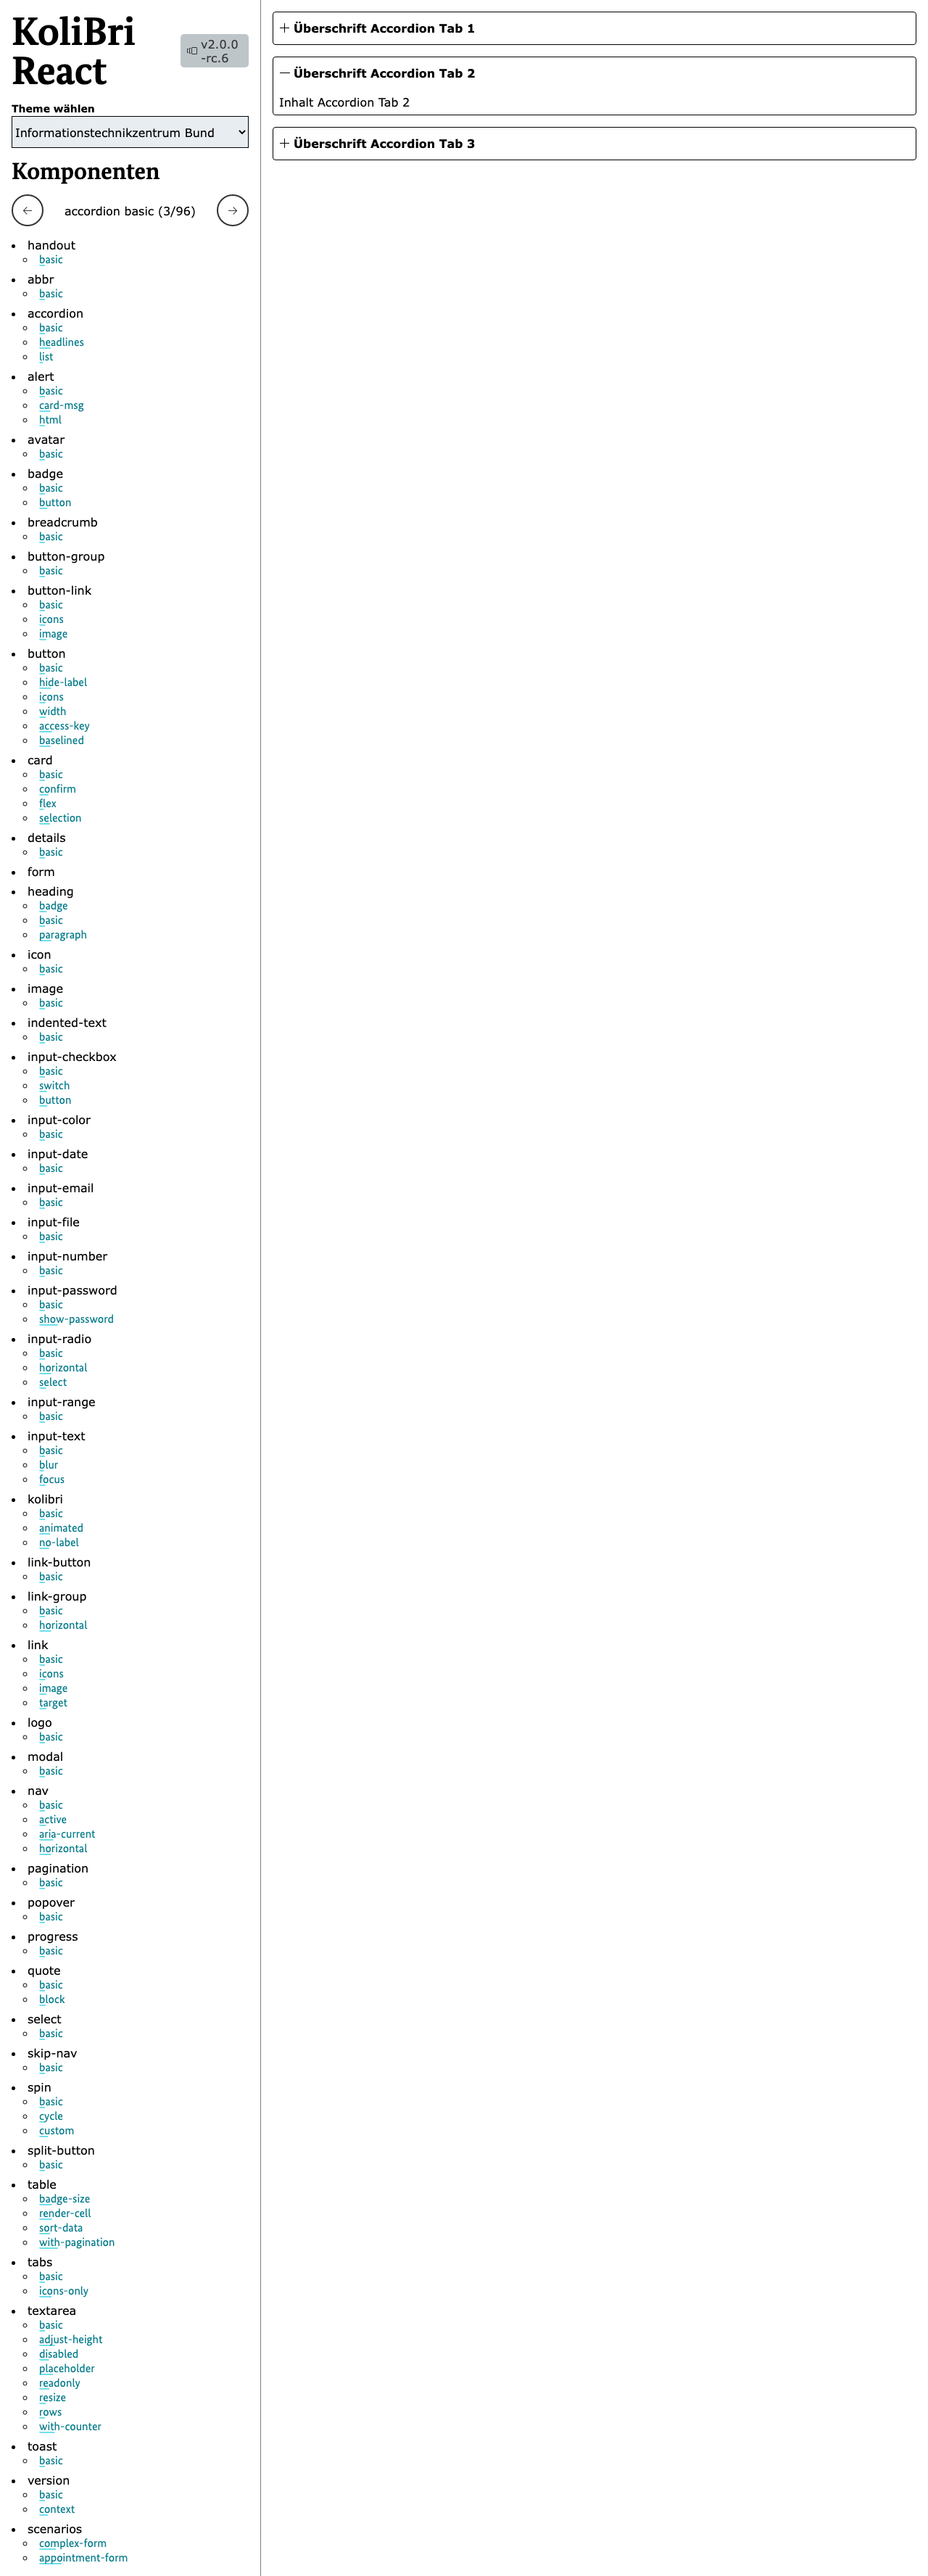 KoliBri
React
v2.0.0
-rc.6
Theme wählen
Informationstechnikzentrum Bund
Komponenten
accordion basic (3/96)
handout
basic
abbr
basic
accordion
basic
headlines
list
alert
basic
card-msg
html
avatar
basic
badge
basic
button
breadcrumb
basic
button-group
basic
button-link
basic
icons
image
button
basic
hide-label
icons
width
access-key
baselined
card
basic
confirm
flex
selection
details
basic
form
heading
badge
basic
paragraph
icon
basic
image
basic
indented-text
basic
input-checkbox
basic
switch
button
input-color
basic
input-date
basic
input-email
basic
input-file
basic
input-number
basic
input-password
basic
show-password
input-radio
basic
horizontal
select
input-range
basic
input-text
basic
blur
focus
kolibri
basic
animated
no-label
link-button
basic
link-group
basic
horizontal
link
basic
icons
image
target
logo
basic
modal
basic
nav
basic
active
aria-current
horizontal
pagination
basic
popover
basic
progress
basic
quote
basic
block
select
basic
skip-nav
basic
spin
basic
cycle
custom
split-button
basic
table
badge-size
render-cell
sort-data
with-pagination
tabs
basic
icons-only
textarea
basic
adjust-height
disabled
placeholder
readonly
resize
rows
with-counter
toast
basic
version
basic
context
scenarios
complex-form
appointment-form
Überschrift Accordion Tab 1
Überschrift Accordion Tab 2
Inhalt Accordion Tab 2
Überschrift Accordion Tab 3